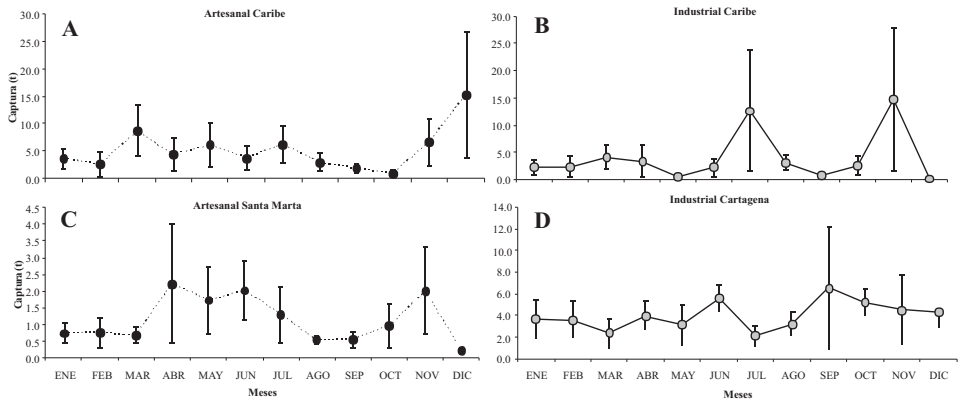 Artesanal Caribe
A
30.0
25.0
20.0
15.0
10.0
5.0
0.0
Captura (t)
Industrial Caribe
B
30.0
25.0
20.0
15.0
10.0
5.0
0.0
Artesanal Santa Marta
C
4.5
4.0
3.5
3.0
2.5
2.0
1.5
1.0
0.5
0.0
Captura (t)
ENE FEB MAR ABR MAY JUN JUL AGO SEP OCT NOV DIC
Meses
Industrial Cartagena
D
14.0
12.0
10.0
8.0
6.0
4.0
2.0
0.0
ENE FEB MAR ABR MAY JUN JUL AGO SEP OCT NOV DIC
Meses